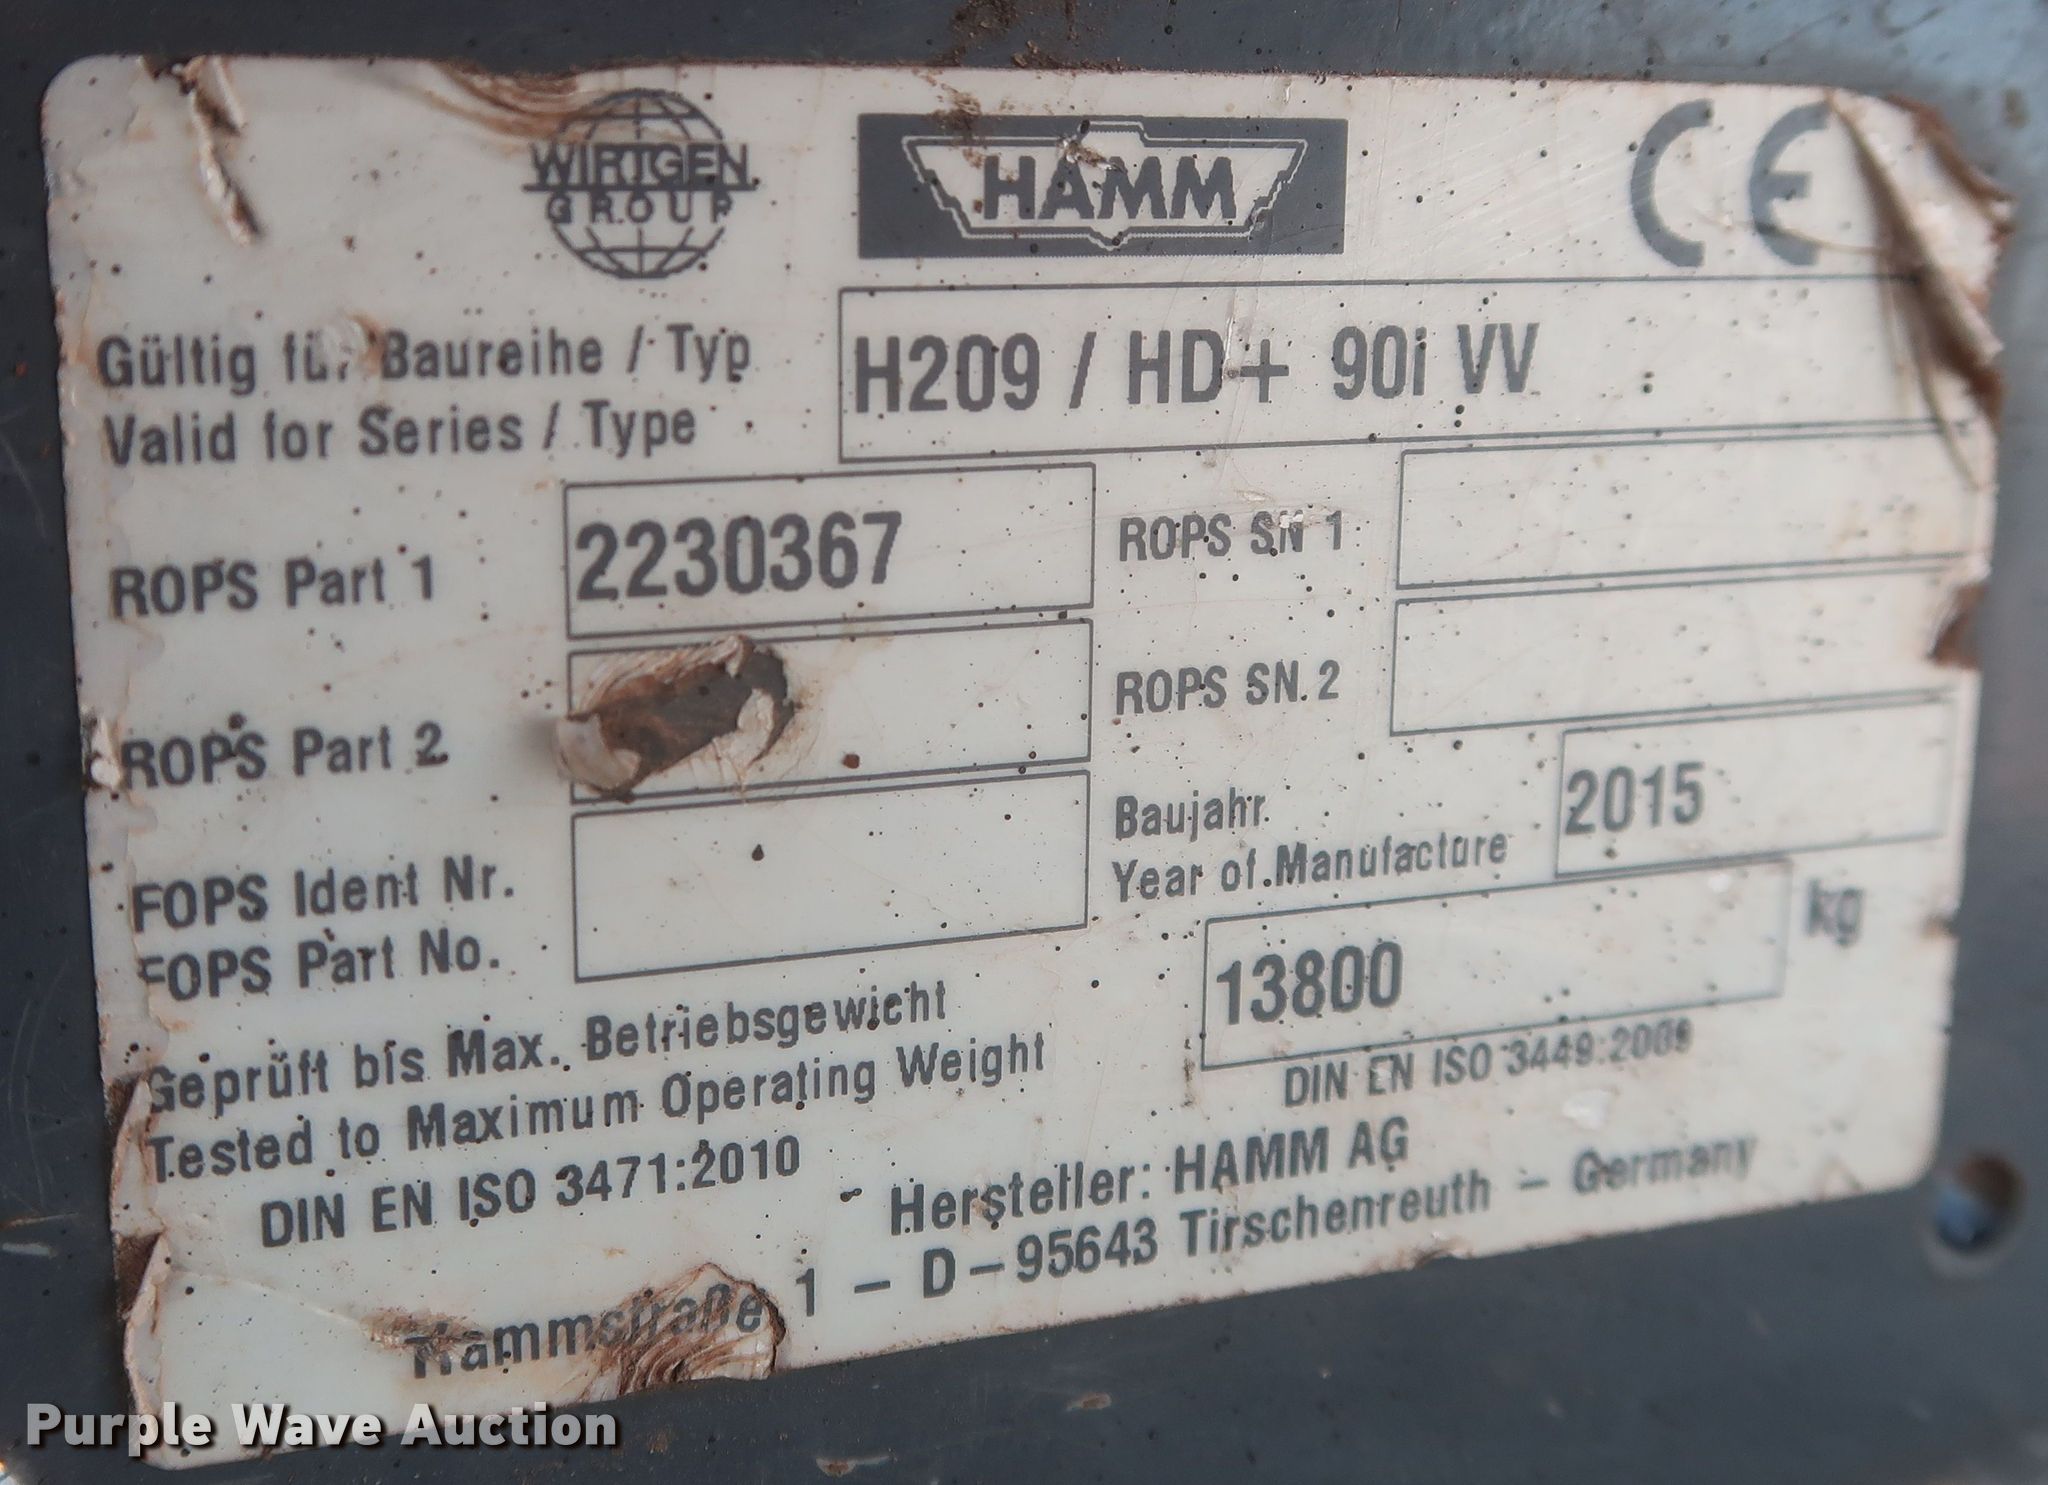 WIRTGEN
GROUP
HAMM
CE
Gültig für Baureihe / Typ
Valid for Series / Type
H209 / HD+ 90i VV
ROPS Part 1
2230367
ROPS SN 1
ROPS Part 2
ROPS SN 2
Baujahr
Year of Manufacture
2015
FOPS Ident Nr.
FOPS Part No.
Geprüft bis Max. Betriebsgewicht
Tested to Maximum Operating Weight
13800
kg
DIN EN ISO 3471:2010
DIN EN ISO 3449:2008
Hersteller: HAMM AG
Hammstraße 1 – D–95643 Tirschenreuth – Germany
Purple Wave Auction